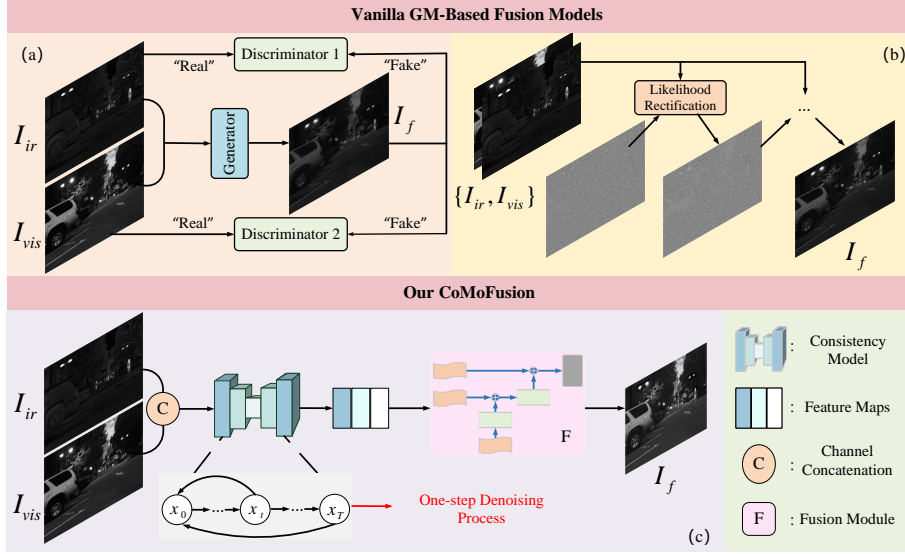 Vanilla GM-Based Fusion Models
(a)
Discriminator 1
“Real”
“Fake”
I_ir
Generator
I_f
I_vis
“Real”
“Fake”
Discriminator 2
(b)
Likelihood
Rectification
...
{I_ir, I_vis}
I_f
Our CoMoFusion
I_ir
C
I_vis
F
I_f
x_0 ... x_t ... x_T
One-step Denoising
Process
(c)
: Consistency
Model
: Feature Maps
C : Channel
Concatenation
F : Fusion Module